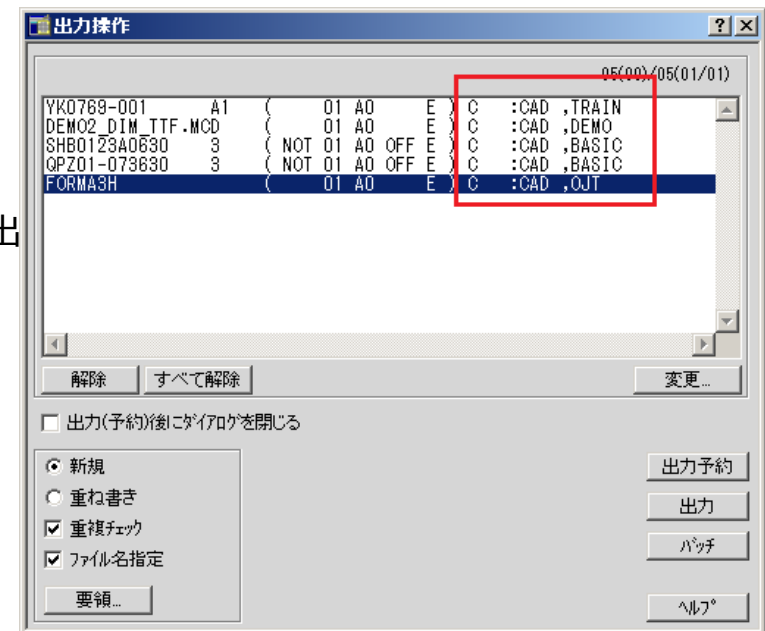 出力操作
05(00)/05(01/01)
YK0769-001 A1 ( 01 A0 E ) C :CAD ,TRAIN
DEMO2_DIM_TTF.MCD ( 01 A0 E ) C :CAD ,DEMO
SHB0123A0630 3 ( NOT 01 A0 OFF E ) C :CAD ,BASIC
QPZ01-073630 3 ( NOT 01 A0 OFF E ) C :CAD ,BASIC
FORMA3H ( 01 A0 E ) C :CAD ,OJT
出
解除 すべて解除 変更...
出力(予約)後にダイアログを閉じる
新規 出力予約
重ね書き 出力
重複チェック バッチ
ファイル名指定
要領... ヘルプ